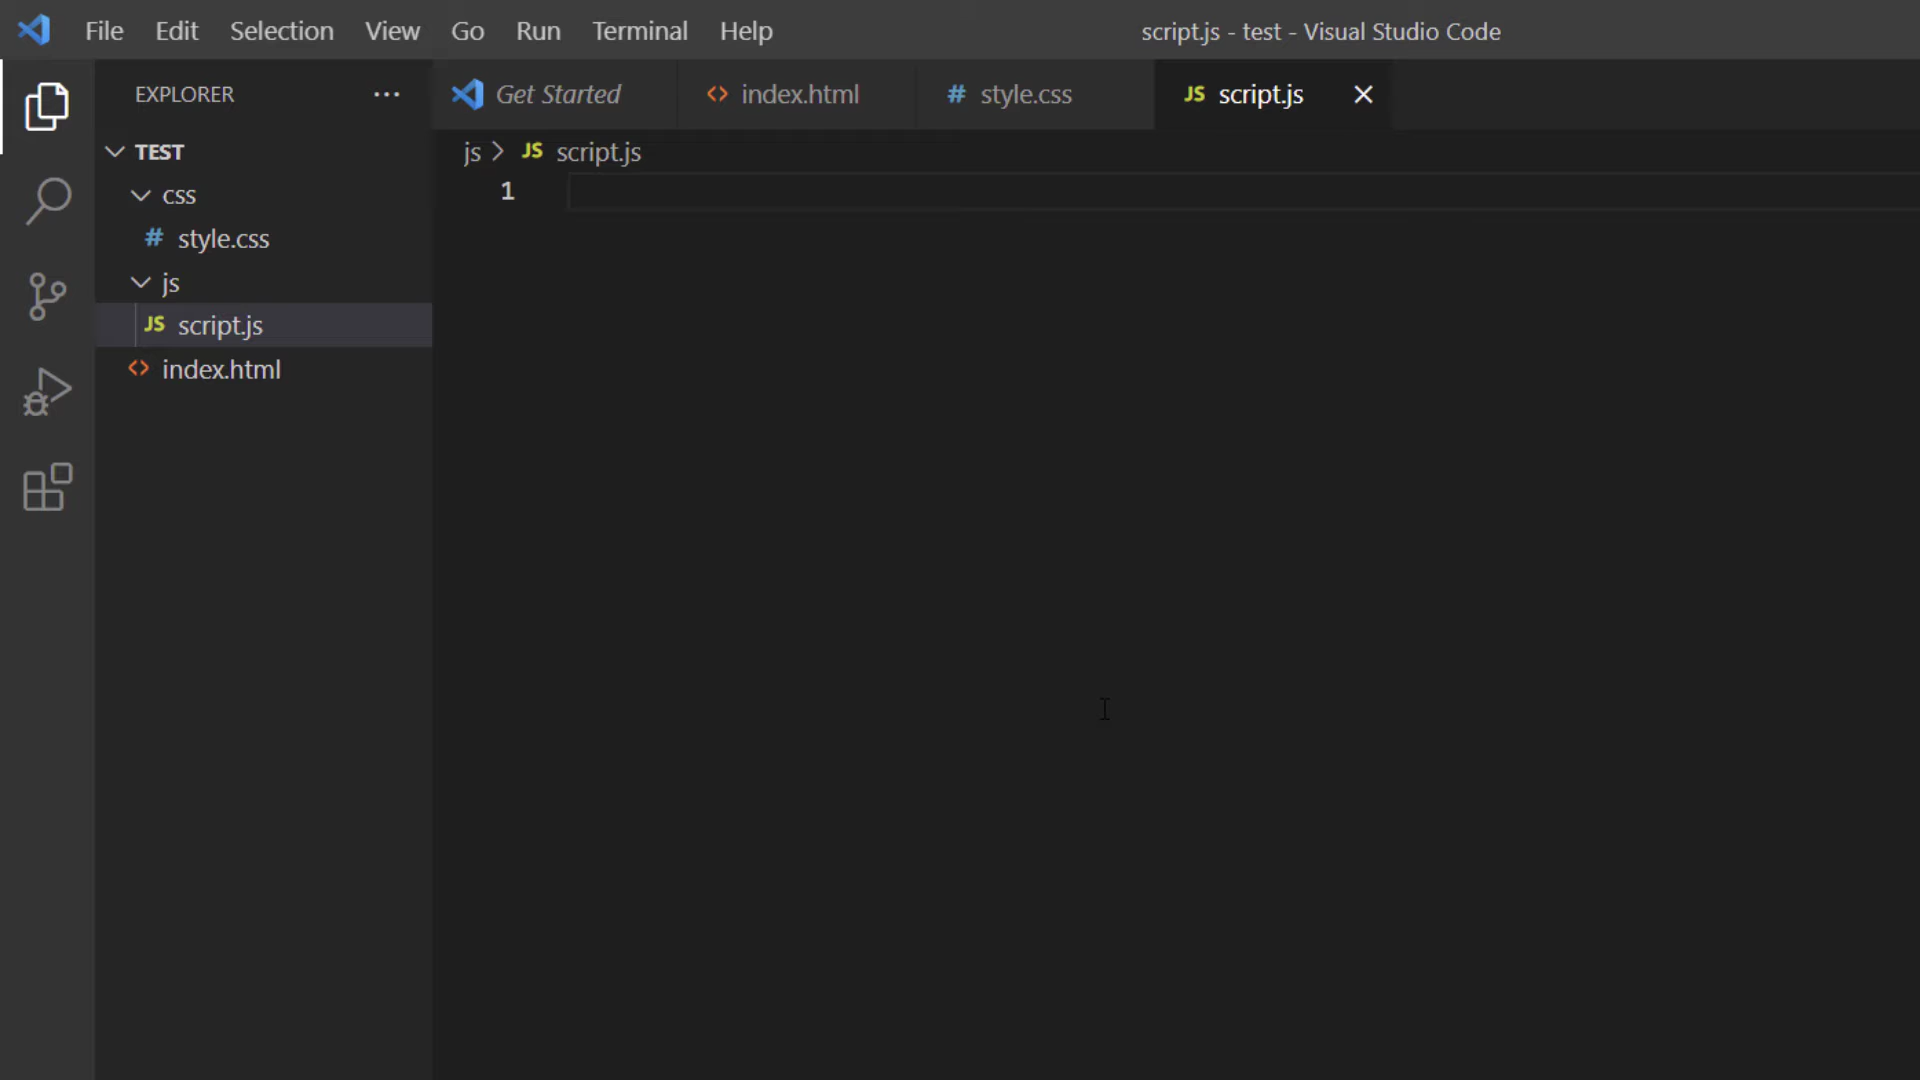 File Edit Selection View Go Run Terminal Help script.js - test - Visual Studio Code
EXPLORER ···
Get Started
<> index.html
# style.css
JS script.js
TEST
css
# style.css
js
JS script.js
<> index.html
js > JS script.js
1